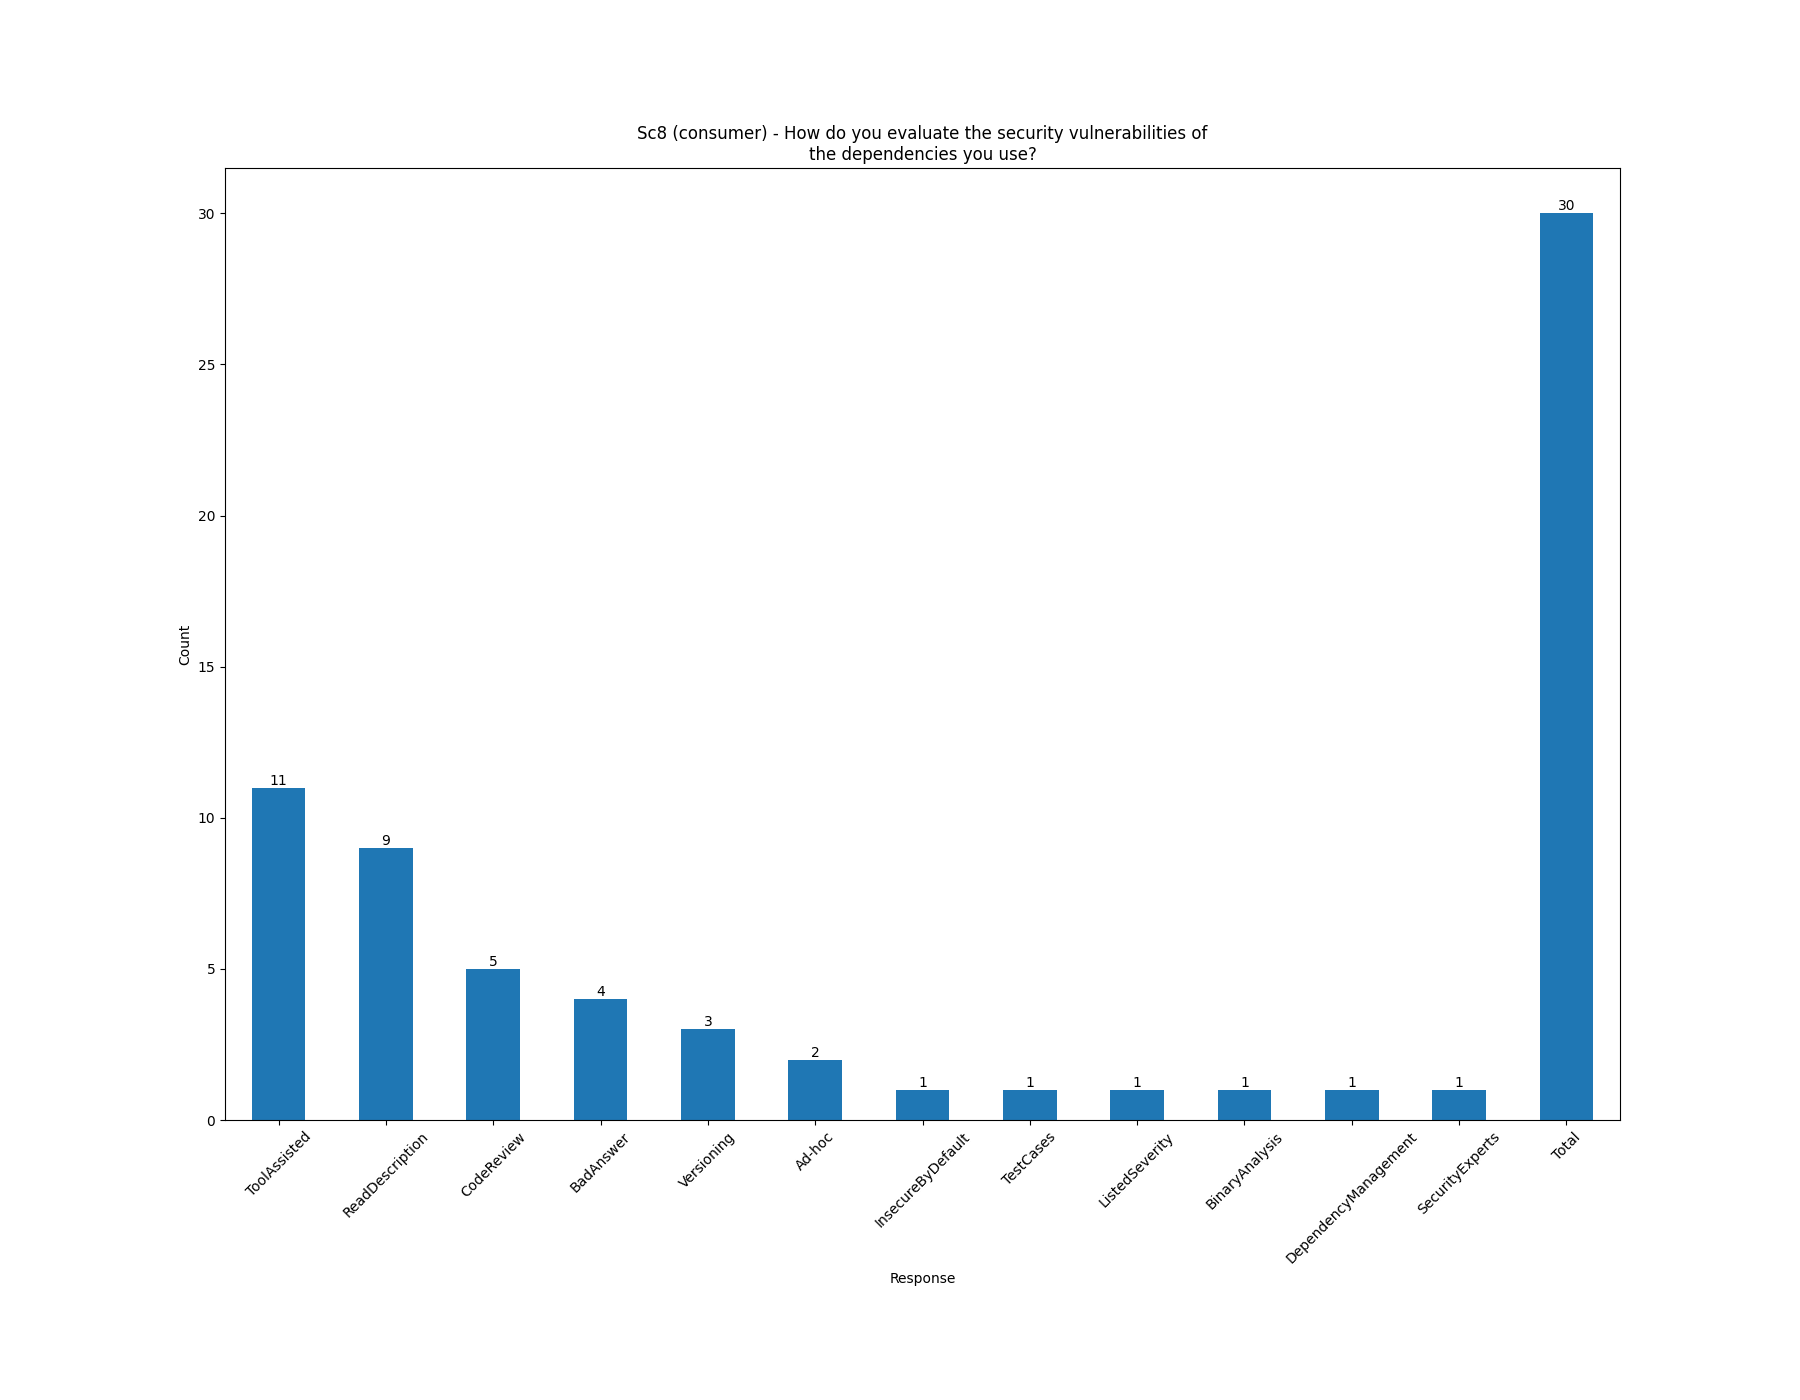 Sc8 (consumer) - How do you evaluate the security vulnerabilities of
the dependencies you use?
30
25
20
15
10
5
0
Count
11
9
5
4
3
2
1
1
1
1
1
1
30
ToolAssisted
ReadDescription
CodeReview
BadAnswer
Versioning
Ad-hoc
InsecureByDefault
TestCases
ListedSeverity
BinaryAnalysis
DependencyManagement
SecurityExperts
Total
Response